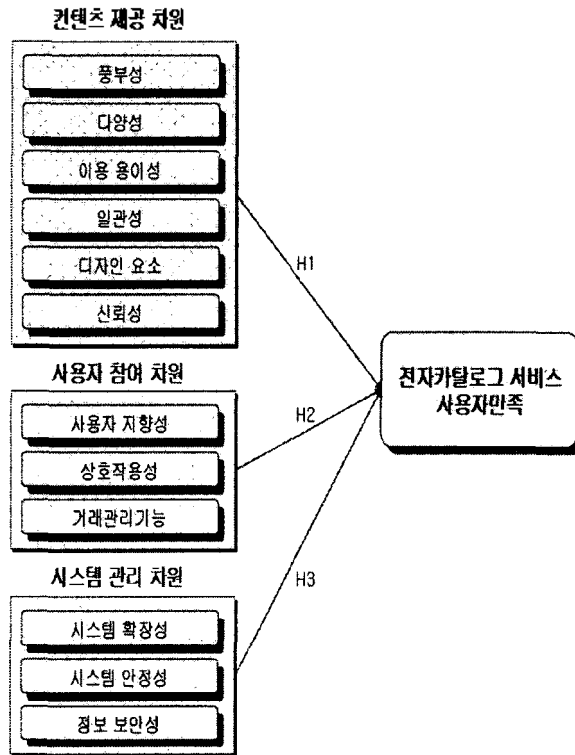 컨텐츠 제공 차원
풍부성
다양성
이용 용이성
일관성
디자인 요소
신뢰성
H1
사용자 참여 차원
사용자 지향성
상호작용성
거래관리기능
H2
전자카탈로그 서비스
사용자만족
시스템 관리 차원
시스템 확장성
시스템 안정성
정보 보안성
H3